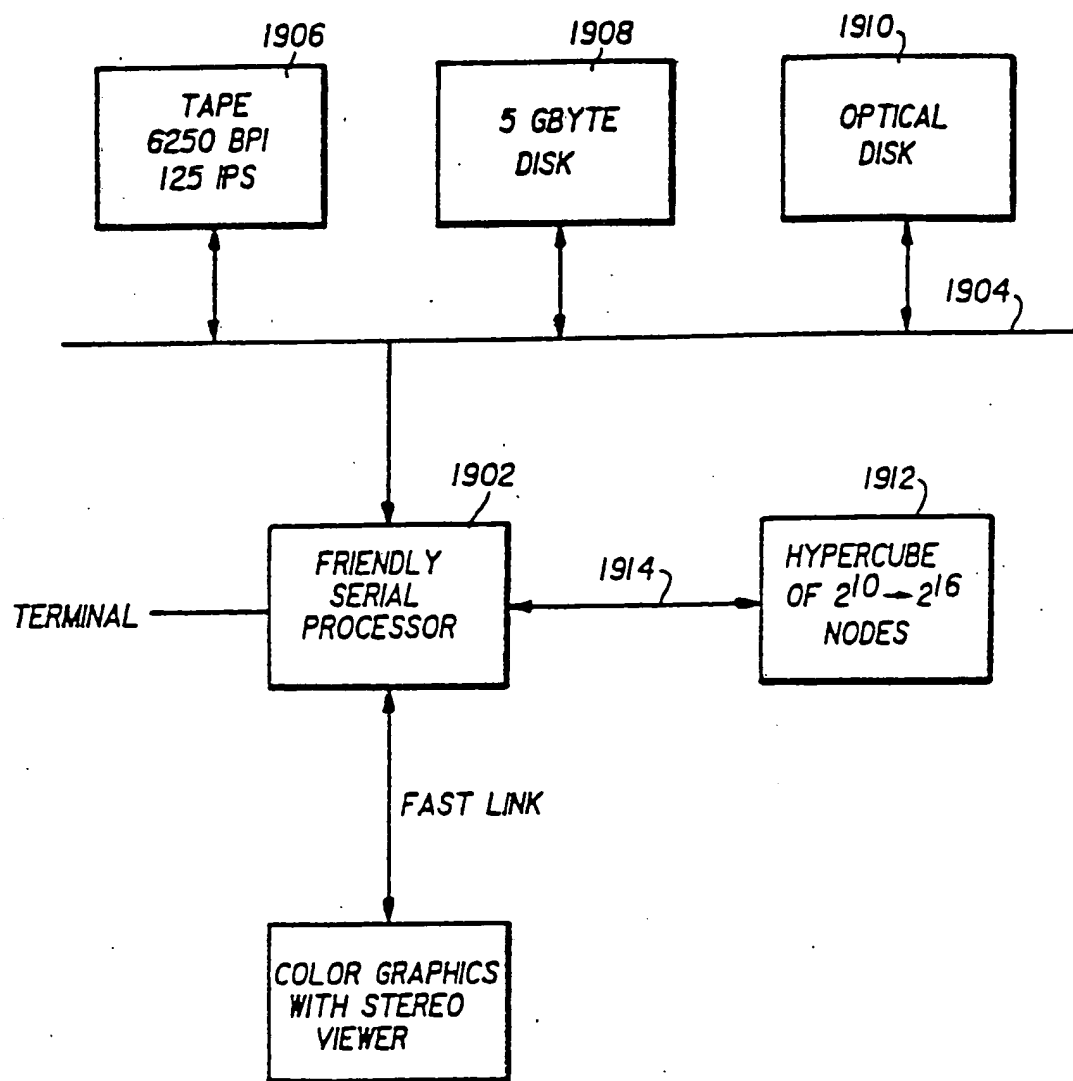 1906
1908
1910
TAPE
6250 BPI
125 IPS
5 GBYTE
DISK
OPTICAL
DISK
1904
1902
1912
FRIENDLY
SERIAL
PROCESSOR
1914
HYPERCUBE
OF 2^10→2^16
NODES
TERMINAL
FAST LINK
COLOR GRAPHICS
WITH STEREO
VIEWER